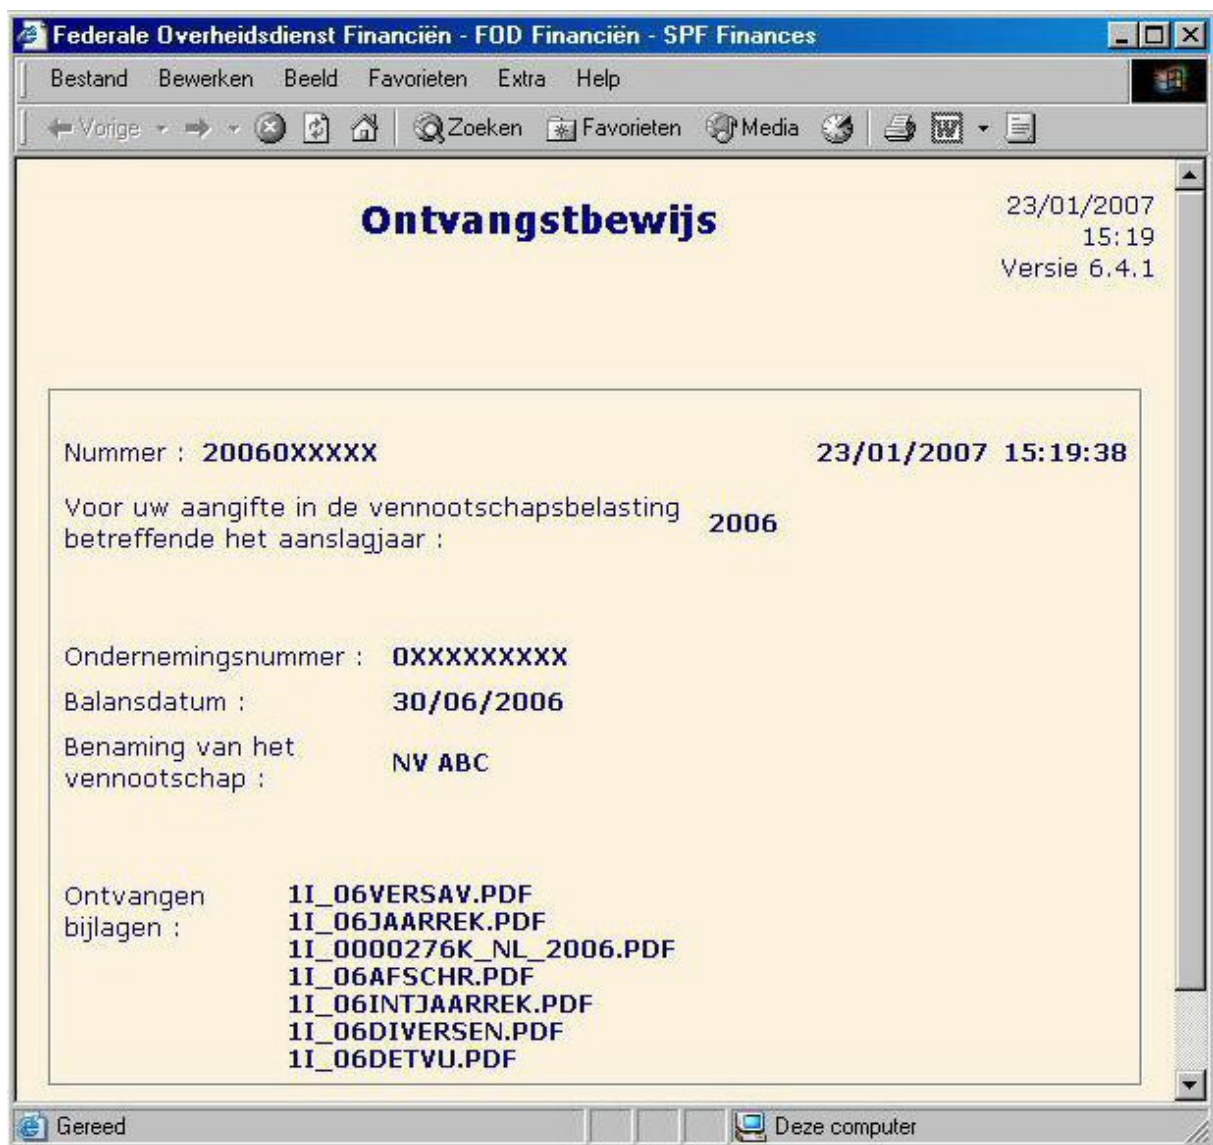 Federale Overheidsdienst Financiën - FOD Financiën - SPF Finances
Bestand Bewerken Beeld Favorieten Extra Help
Vorige Zoeken Favorieten Media
Ontvangstbewijs
23/01/2007
15:19
Versie 6.4.1
Nummer : 20060XXXXX 23/01/2007 15:19:38
Voor uw aangifte in de vennootschapsbelasting
betreffende het aanslagjaar : 2006
Ondernemingsnummer : 0XXXXXXXXX
Balansdatum : 30/06/2006
Benaming van het
vennootschap : NV ABC
Ontvangen
bijlagen :
1I_06VERSAV.PDF
1I_06JAARREK.PDF
1I_0000276K_NL_2006.PDF
1I_06AFSCHR.PDF
1I_06INTJAARREK.PDF
1I_06DIVERSEN.PDF
1I_06DETVU.PDF
Gereed Deze computer